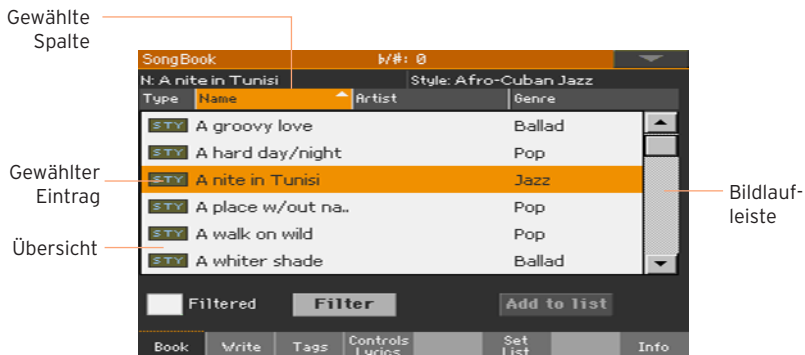 Gewählte
Spalte
SongBook ♭/#: 0
N: A nite in Tunisi Style: Afro-Cuban Jazz
Type Name Artist Genre
STY A groovy love Ballad
STY A hard day/night Pop
Gewählter
Eintrag
STY A nite in Tunisi Jazz
Bildlauf-
leiste
STY A place w/out na.. Pop
STY A walk on wild Pop
Übersicht
STY A whiter shade Ballad
Filtered Filter Add to list
Book Write Tags Controls Lyrics Set List Info